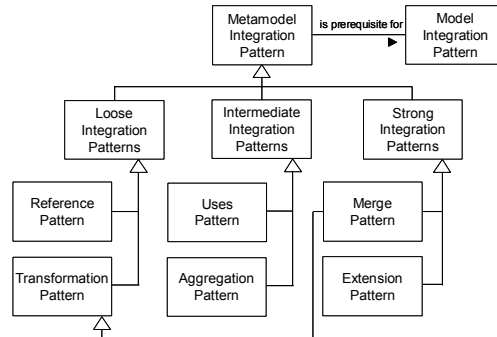 Metamodel
Integration
Pattern
is prerequisite for
Model
Integration
Pattern
Loose
Integration
Patterns
Intermediate
Integration
Patterns
Strong
Integration
Patterns
Reference
Pattern
Uses
Pattern
Merge
Pattern
Transformation
Pattern
Aggregation
Pattern
Extension
Pattern